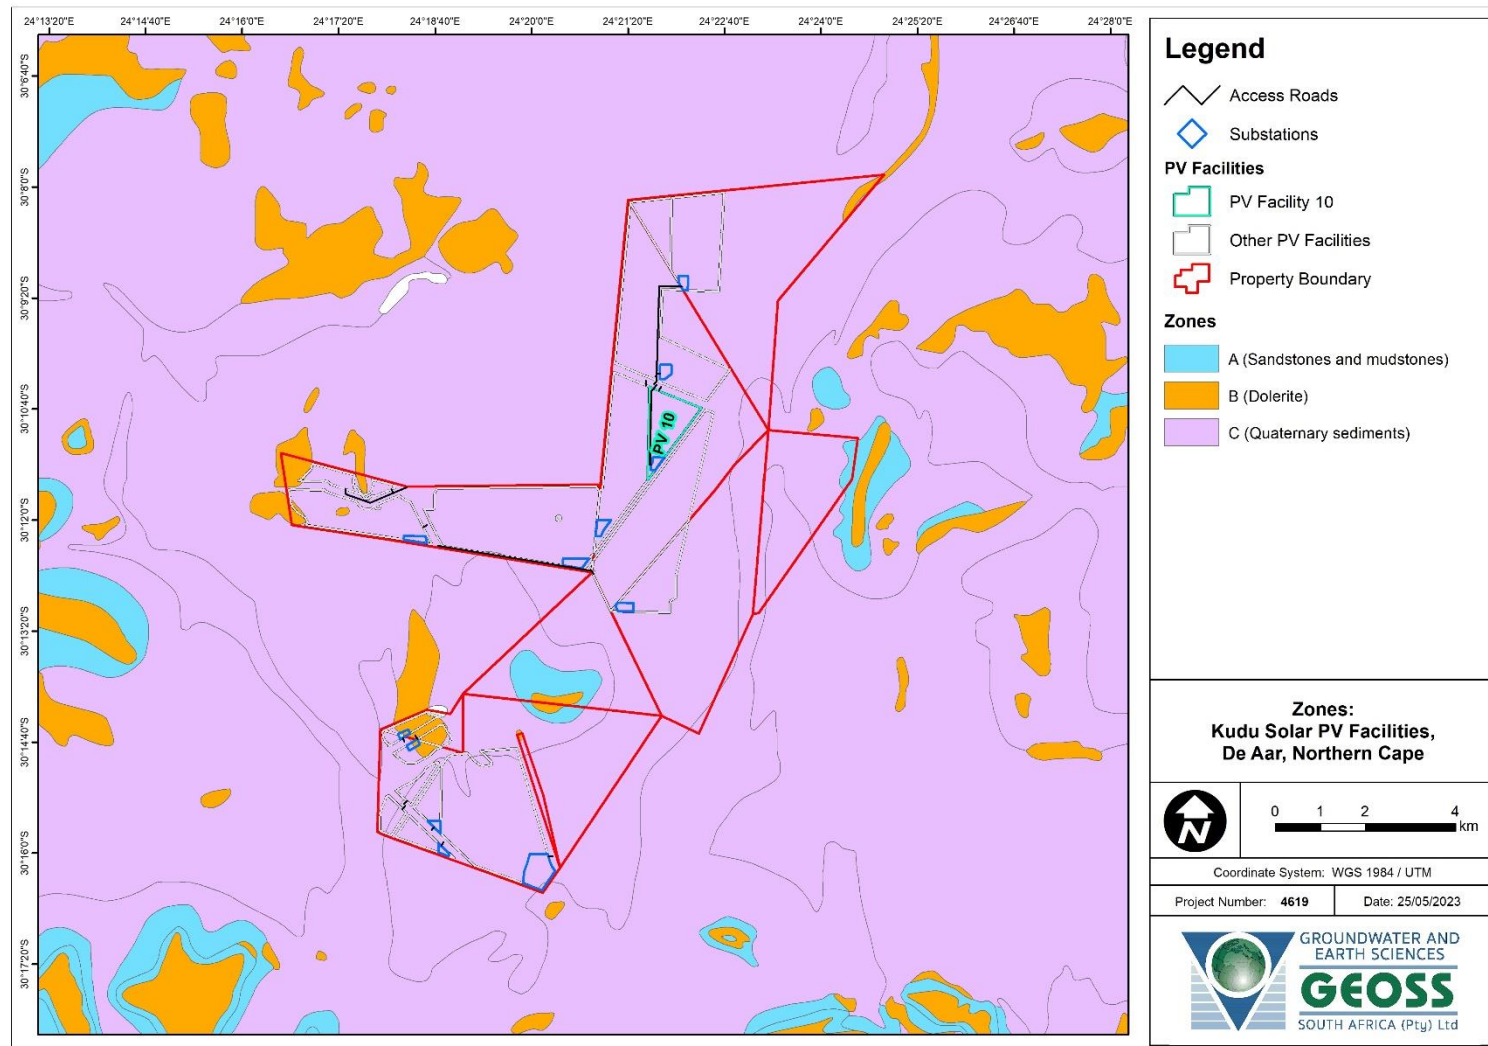 24°13'20"E 24°14'40"E 24°16'0"E 24°17'20"E 24°18'40"E 24°20'0"E 24°21'20"E 24°22'40"E 24°24'0"E 24°25'20"E 24°26'40"E 24°28'0"E
30°6'40"S
30°8'0"S
30°9'20"S
30°10'40"S
30°12'0"S
30°13'20"S
30°14'40"S
30°16'0"S
30°17'20"S
PV 10
Legend
Access Roads
Substations
PV Facilities
PV Facility 10
Other PV Facilities
Property Boundary
Zones
A (Sandstones and mudstones)
B (Dolerite)
C (Quaternary sediments)
Zones:
Kudu Solar PV Facilities,
De Aar, Northern Cape
N
0 1 2 4
km
Coordinate System: WGS 1984 / UTM
Project Number: 4619 Date: 25/05/2023
GROUNDWATER AND
EARTH SCIENCES
GEOSS
SOUTH AFRICA (Pty) Ltd